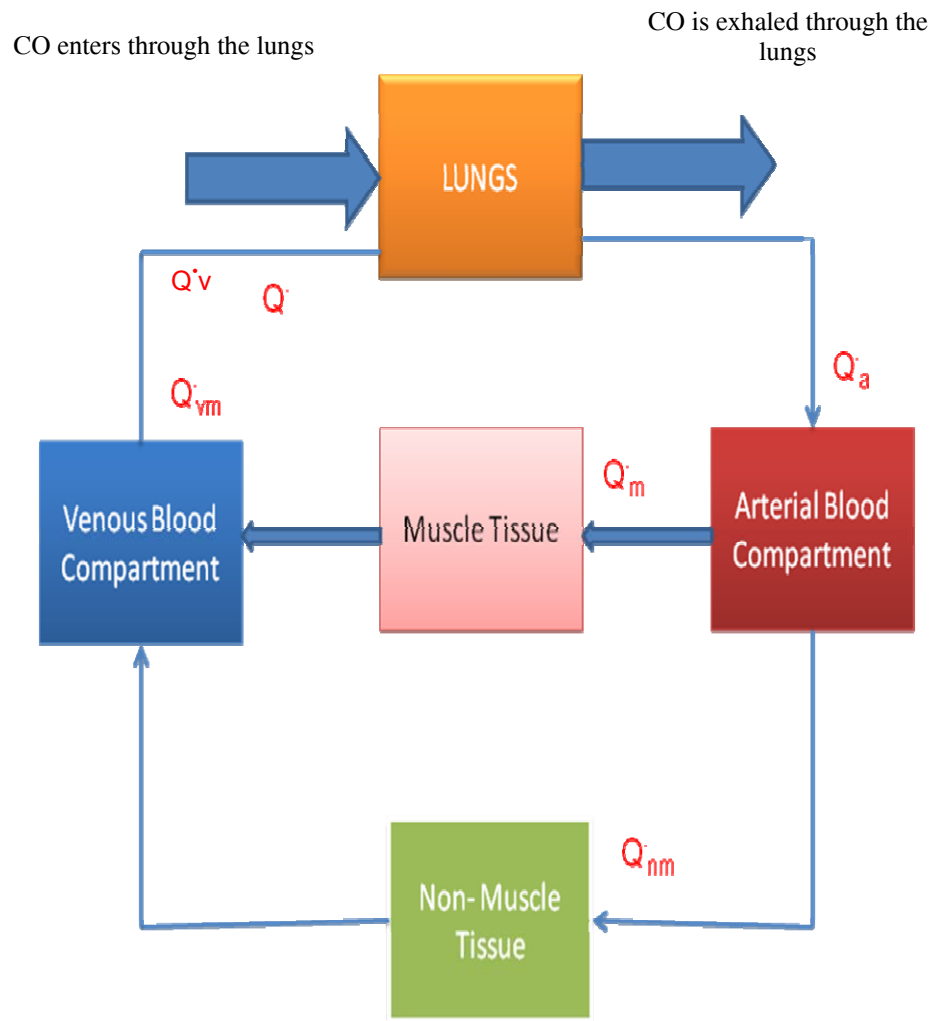 CO enters through the lungs
CO is exhaled through the
lungs
LUNGS
Q˙v
Q˙
Q˙a
Q˙vm
Q˙m
Venous Blood
Compartment
Muscle Tissue
Arterial Blood
Compartment
Q˙nm
Non- Muscle
Tissue